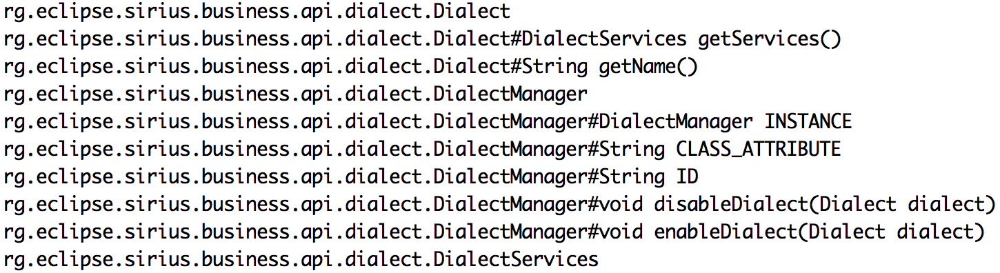 rg.eclipse.sirius.business.api.dialect.Dialect
rg.eclipse.sirius.business.api.dialect.Dialect#DialectServices getServices()
rg.eclipse.sirius.business.api.dialect.Dialect#String getName()
rg.eclipse.sirius.business.api.dialect.DialectManager
rg.eclipse.sirius.business.api.dialect.DialectManager#DialectManager INSTANCE
rg.eclipse.sirius.business.api.dialect.DialectManager#String CLASS_ATTRIBUTE
rg.eclipse.sirius.business.api.dialect.DialectManager#String ID
rg.eclipse.sirius.business.api.dialect.DialectManager#void disableDialect(Dialect dialect)
rg.eclipse.sirius.business.api.dialect.DialectManager#void enableDialect(Dialect dialect)
rg.eclipse.sirius.business.api.dialect.DialectServices